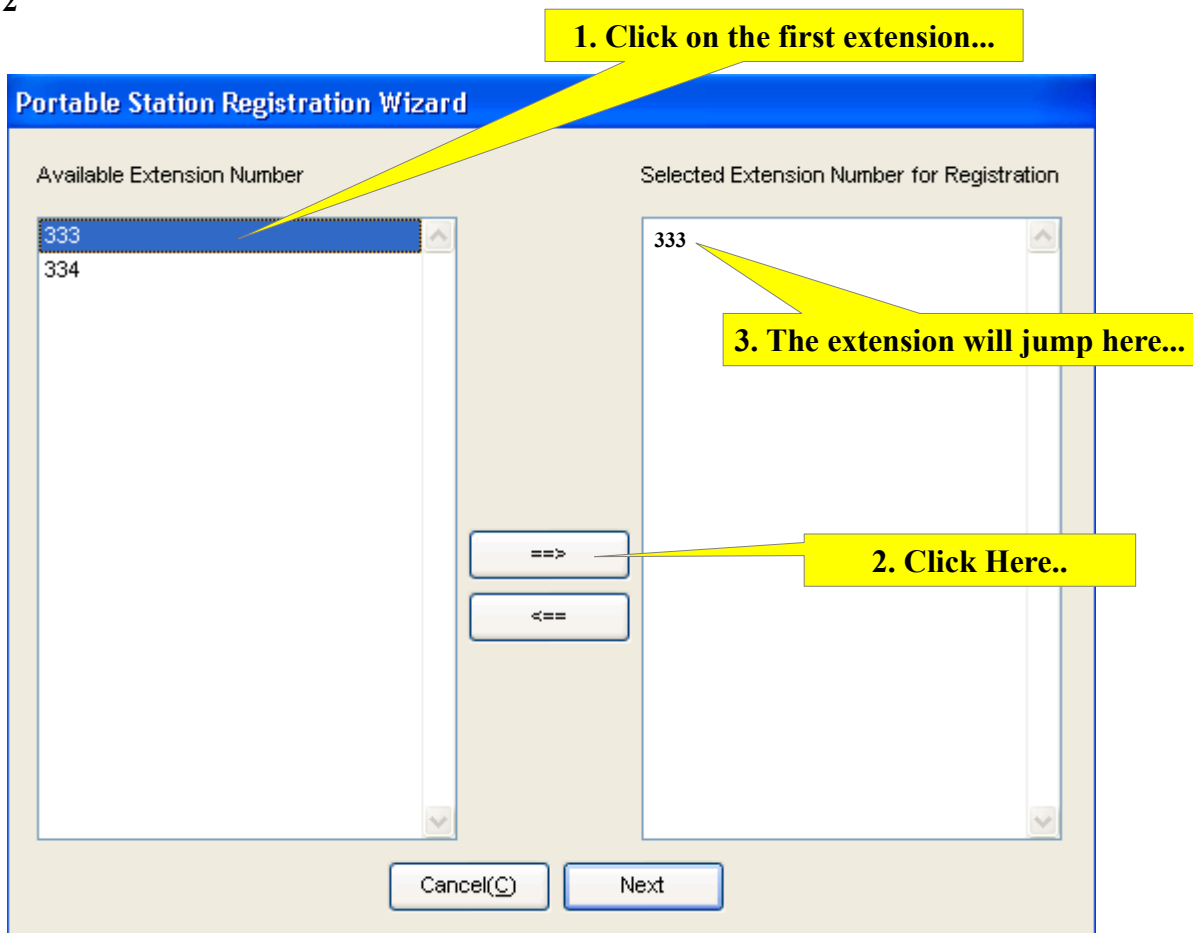 2
1. Click on the first extension...
Portable Station Registration Wizard
Available Extension Number
Selected Extension Number for Registration
333
334
333
3. The extension will jump here...
==>
2. Click Here..
<==
Cancel(C)
Next